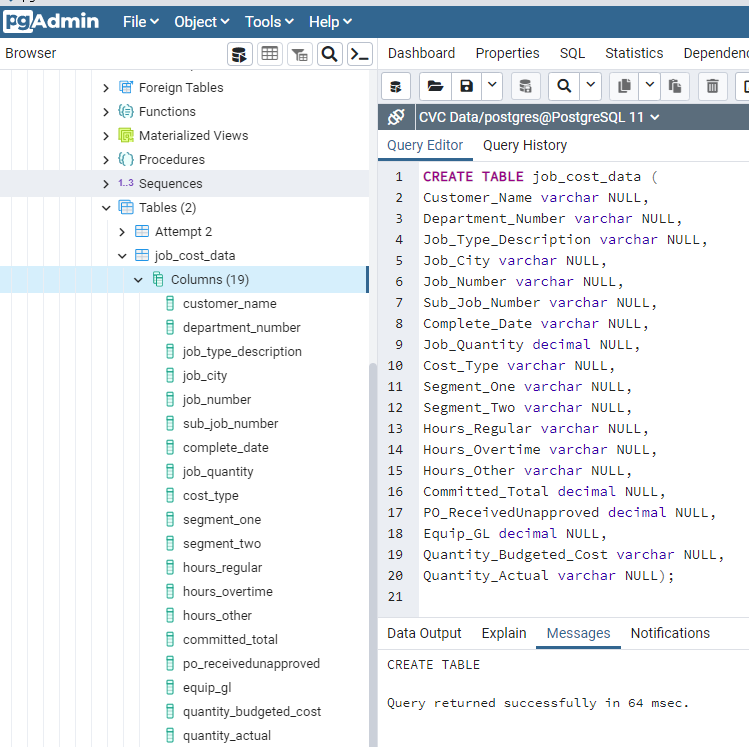 pgAdmin File Object Tools Help
Browser
Dashboard Properties SQL Statistics Dependenc
Foreign Tables
Functions
Materialized Views
Procedures
1..3 Sequences
Tables (2)
Attempt 2
job_cost_data
Columns (19)
customer_name
department_number
job_type_description
job_city
job_number
sub_job_number
complete_date
job_quantity
cost_type
segment_one
segment_two
hours_regular
hours_overtime
hours_other
committed_total
po_receivedunapproved
equip_gl
quantity_budgeted_cost
quantity_actual
CVC Data/postgres@PostgreSQL 11
Query Editor Query History
1 CREATE TABLE job_cost_data (
2 Customer_Name varchar NULL,
3 Department_Number varchar NULL,
4 Job_Type_Description varchar NULL,
5 Job_City varchar NULL,
6 Job_Number varchar NULL,
7 Sub_Job_Number varchar NULL,
8 Complete_Date varchar NULL,
9 Job_Quantity decimal NULL,
10 Cost_Type varchar NULL,
11 Segment_One varchar NULL,
12 Segment_Two varchar NULL,
13 Hours_Regular varchar NULL,
14 Hours_Overtime varchar NULL,
15 Hours_Other varchar NULL,
16 Committed_Total decimal NULL,
17 PO_ReceivedUnapproved decimal NULL,
18 Equip_GL decimal NULL,
19 Quantity_Budgeted_Cost varchar NULL,
20 Quantity_Actual varchar NULL);
21
Data Output Explain Messages Notifications
CREATE TABLE
Query returned successfully in 64 msec.